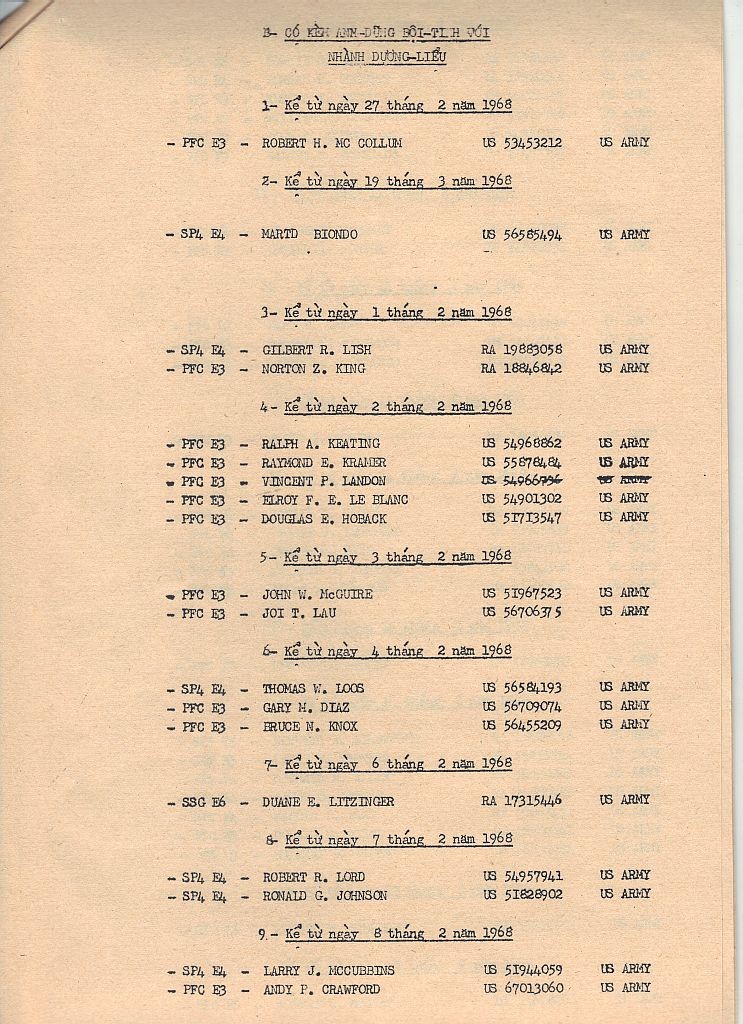 B- CÓ KÈM ANH-DŨNG BỘI-TINH VỚI
NHÀNH DƯƠNG-LIỄU
1- Kể từ ngày 27 tháng 2 năm 1968
- PFC E3 - ROBERT H. MC COLLUM US 53453212 US ARMY
2- Kể từ ngày 19 tháng 3 năm 1968
- SP4 E4 - MARTD BIONDO US 56585494 US ARMY
3- Kể từ ngày 1 tháng 2 năm 1968
- SP4 E4 - GILBERT R. LISH RA 19883058 US ARMY
- PFC E3 - NORTON Z. KING RA 18846842 US ARMY
4- Kể từ ngày 2 tháng 2 năm 1968
- PFC E3 - RALPH A. KEATING US 54968862 US ARMY
- PFC E3 - RAYMOND E. KRAMER US 55878484 US ARMY
- PFC E3 - VINCENT P. LANDON US US ARMY
- PFC E3 - ELROY F. E. LE BLANC US 54901302 US ARMY
- PFC E3 - DOUGLAS E. HOBACK US 51713547 US ARMY
5- Kể từ ngày 3 tháng 2 năm 1968
- PFC E3 - JOHN W. McGUIRE US 51967523 US ARMY
- PFC E3 - JOI T. LAU US 56706375 US ARMY
6- Kể từ ngày 4 tháng 2 năm 1968
- SP4 E4 - THOMAS W. LOOS US 56584193 US ARMY
- PFC E3 - GARY M. DIAZ US 56709074 US ARMY
- PFC E3 - BRUCE N. KNOX US 56455209 US ARMY
7- Kể từ ngày 6 tháng 2 năm 1968
- SSG E6 - DUANE E. LITZINGER RA 17315446 US ARMY
8- Kể từ ngày 7 tháng 2 năm 1968
- SP4 E4 - ROBERT R. LORD US 54957941 US ARMY
- SP4 E4 - RONALD G. JOHNSON US 51828902 US ARMY
9- Kể từ ngày 8 tháng 2 năm 1968
- SP4 E4 - LARRY J. MCCUBBINS US 51944059 US ARMY
- PFC E3 - ANDY P. CRAWFORD US 67013060 US ARMY